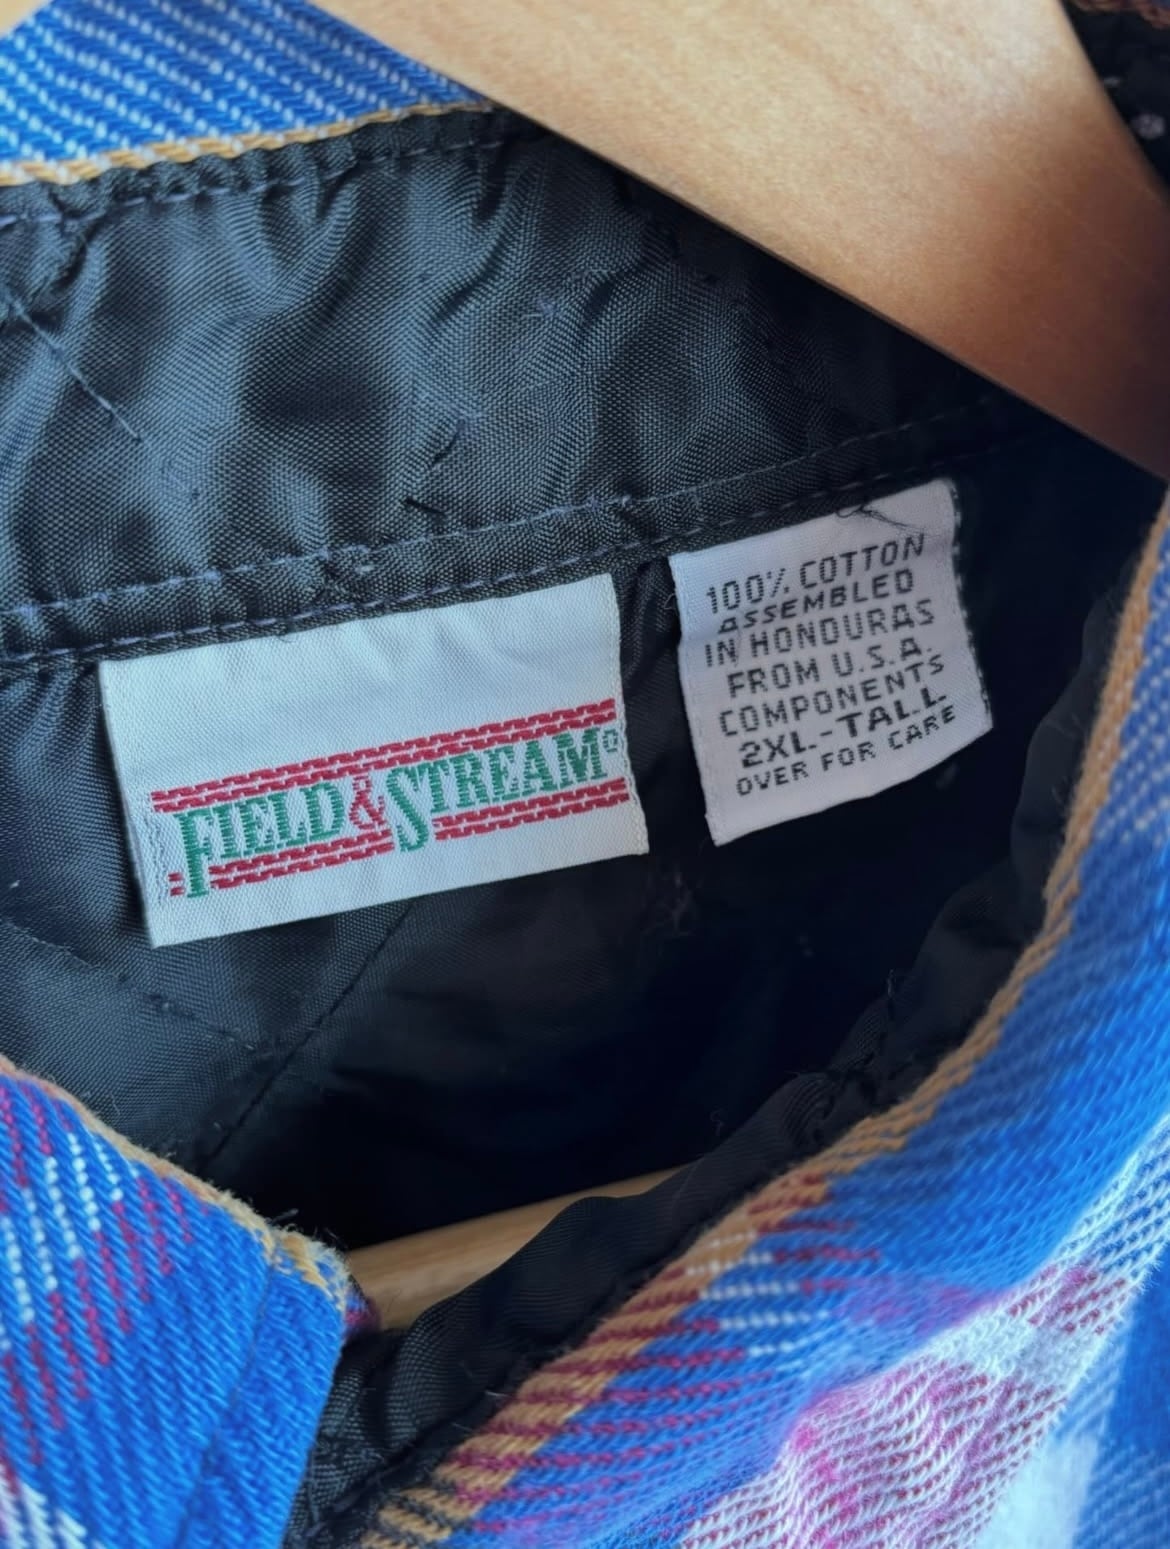 FIELD & STREAM®
100% COTTON
ASSEMBLED
IN HONDURAS
FROM U.S.A.
COMPONENTS
2XL-TALL
OVER FOR CARE